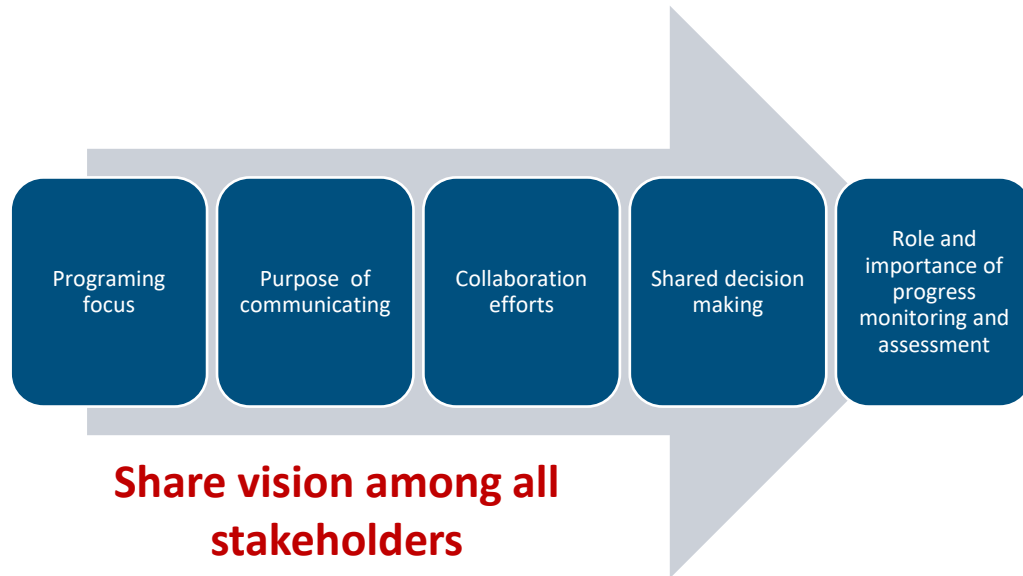 Programing
focus
Purpose of
communicating
Collaboration
efforts
Shared decision
making
Role and
importance of
progress
monitoring and
assessment
Share vision among all
stakeholders